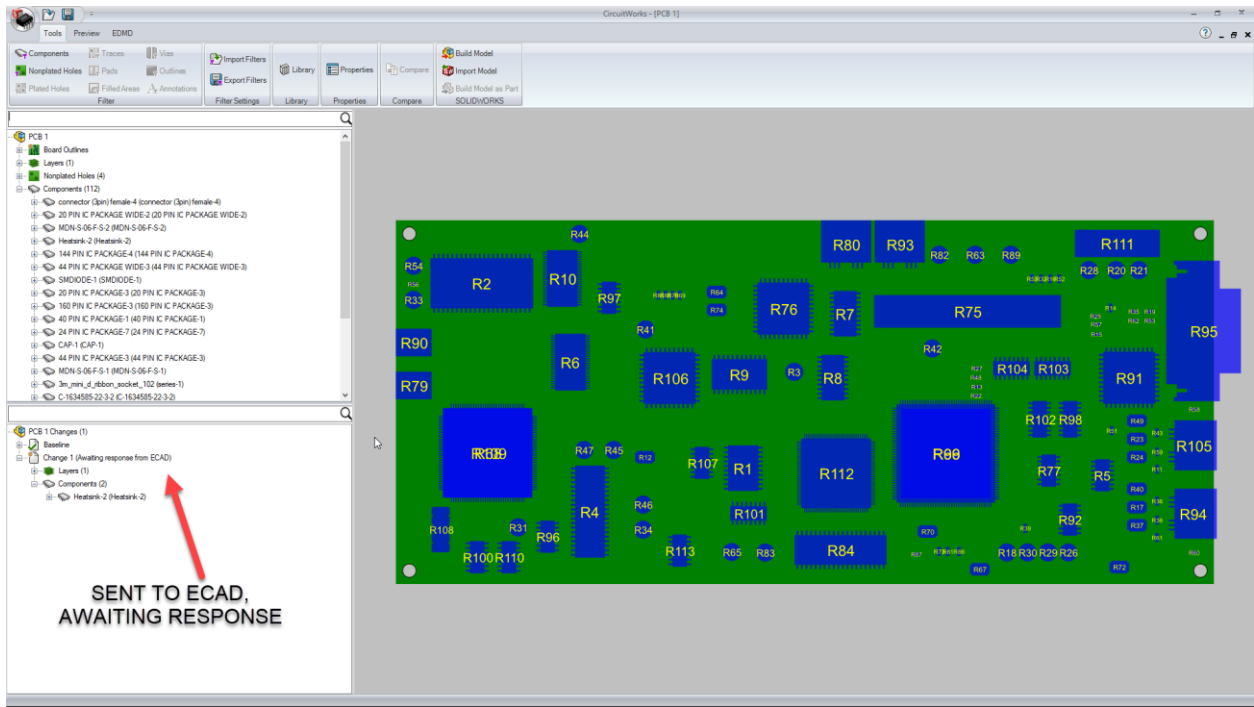 CircuitWorks - [PCB 1]
Tools Preview EDMD
Components Traces Vias
Nonplated Holes Pads Outlines
Plated Holes Filled Areas Annotations
Filter
Import Filters
Export Filters
Filter Settings
Library
Library
Properties
Properties
Compare
Compare
Build Model
Import Model
Build Model as Part
SOLIDWORKS
PCB 1
Board Outlines
Layers (1)
Nonplated Holes (4)
Components (112)
connector (3pin) female-4 (connector (3pin) female-4)
20 PIN IC PACKAGE WIDE-2 (20 PIN IC PACKAGE WIDE-2)
MDN-S-06-F-S-2 (MDN-S-06-F-S-2)
Heatsink-2 (Heatsink-2)
144 PIN IC PACKAGE-4 (144 PIN IC PACKAGE-4)
44 PIN IC PACKAGE WIDE-3 (44 PIN IC PACKAGE WIDE-3)
SMDIODE-1 (SMDIODE-1)
20 PIN IC PACKAGE-3 (20 PIN IC PACKAGE-3)
160 PIN IC PACKAGE-3 (160 PIN IC PACKAGE-3)
40 PIN IC PACKAGE-1 (40 PIN IC PACKAGE-1)
24 PIN IC PACKAGE-7 (24 PIN IC PACKAGE-7)
CAP-1 (CAP-1)
44 PIN IC PACKAGE-3 (44 PIN IC PACKAGE-3)
MDN-S-06-F-S-1 (MDN-S-06-F-S-1)
3m_mini_d_ribbon_socket_102 (series-1)
C-1634585-22-3-2 (C-1634585-22-3-2)
PCB 1 Changes (1)
Baseline
Change 1 (Awaiting response from ECAD)
Layers (1)
Components (2)
Heatsink-2 (Heatsink-2)
SENT TO ECAD,
AWAITING RESPONSE
R44 R80 R93 R82 R63 R89 R111
R54 R56 R33 R2 R10 R97 R64 R74 R76 R7 R75 R28 R20 R21
R90 R79 R41 R6 R106 R9 R3 R8 R42 R104 R103 R91 R95
R27 R48 R13 R22 R14 R62 R53
R47 R45 R12 R107 R1 R112 R102 R98 R49 R23 R24 R105
R77 R5 R40 R17 R37 R94
R108 R31 R96 R4 R46 R34 R101 R70 R92
R100 R110 R113 R65 R83 R84 R67 R18 R30 R29 R26 R72